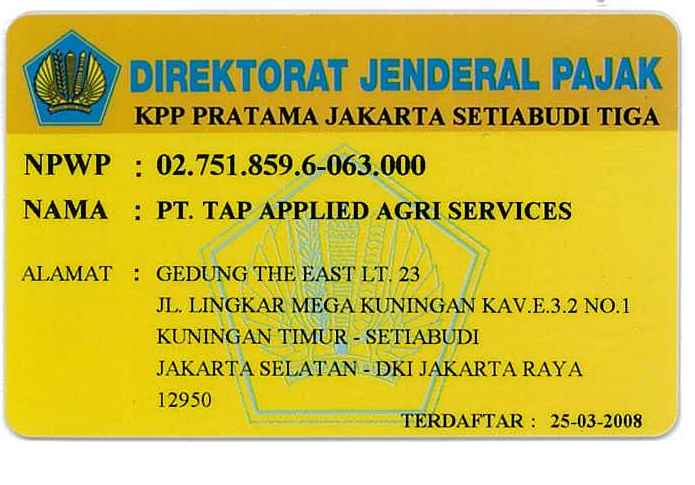 DIREKTORAT JENDERAL PAJAK
KPP PRATAMA JAKARTA SETIABUDI TIGA
NPWP : 02.751.859.6-063.000
NAMA : PT. TAP APPLIED AGRI SERVICES
ALAMAT : GEDUNG THE EAST LT. 23
JL. LINGKAR MEGA KUNINGAN KAV.E.3.2 NO.1
KUNINGAN TIMUR - SETIABUDI
JAKARTA SELATAN - DKI JAKARTA RAYA
12950
TERDAFTAR : 25-03-2008